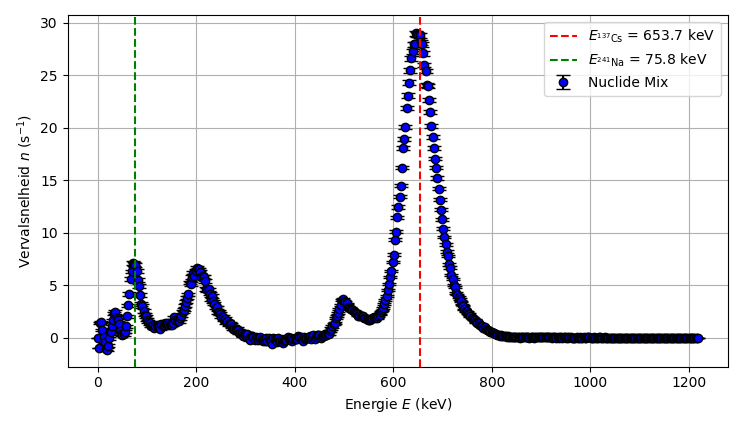 30
25
20
15
10
5
0
Vervalsnelheid n (s⁻¹)
E¹³⁷Cs = 653.7 keV
E²⁴¹Na = 75.8 keV
Nuclide Mix
0 200 400 600 800 1000 1200
Energie E (keV)